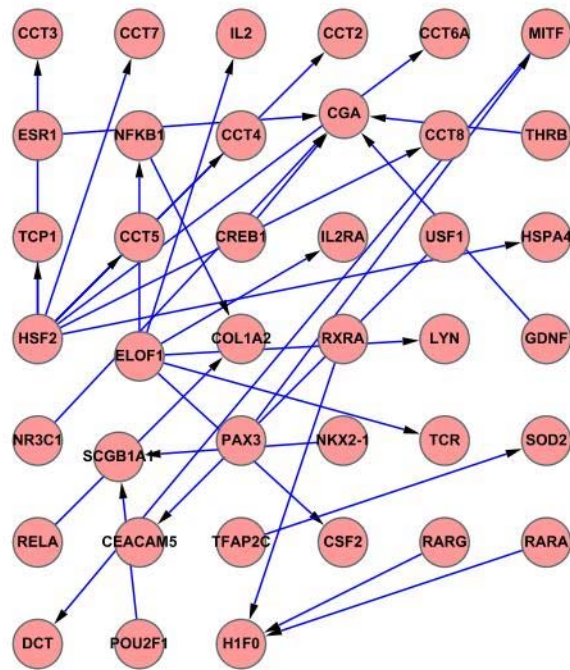 CCT3 CCT7 IL2 CCT2 CCT6A MITF
ESR1 NFKB1 CCT4 CGA CCT8 THRB
TCP1 CCT5 CREB1 IL2RA USF1 HSPA4
HSF2 ELOF1 COL1A2 RXRA LYN GDNF
NR3C1 SCGB1A1 PAX3 NKX2-1 TCR SOD2
RELA CEACAM5 TFAP2C CSF2 RARG RARA
DCT POU2F1 H1F0